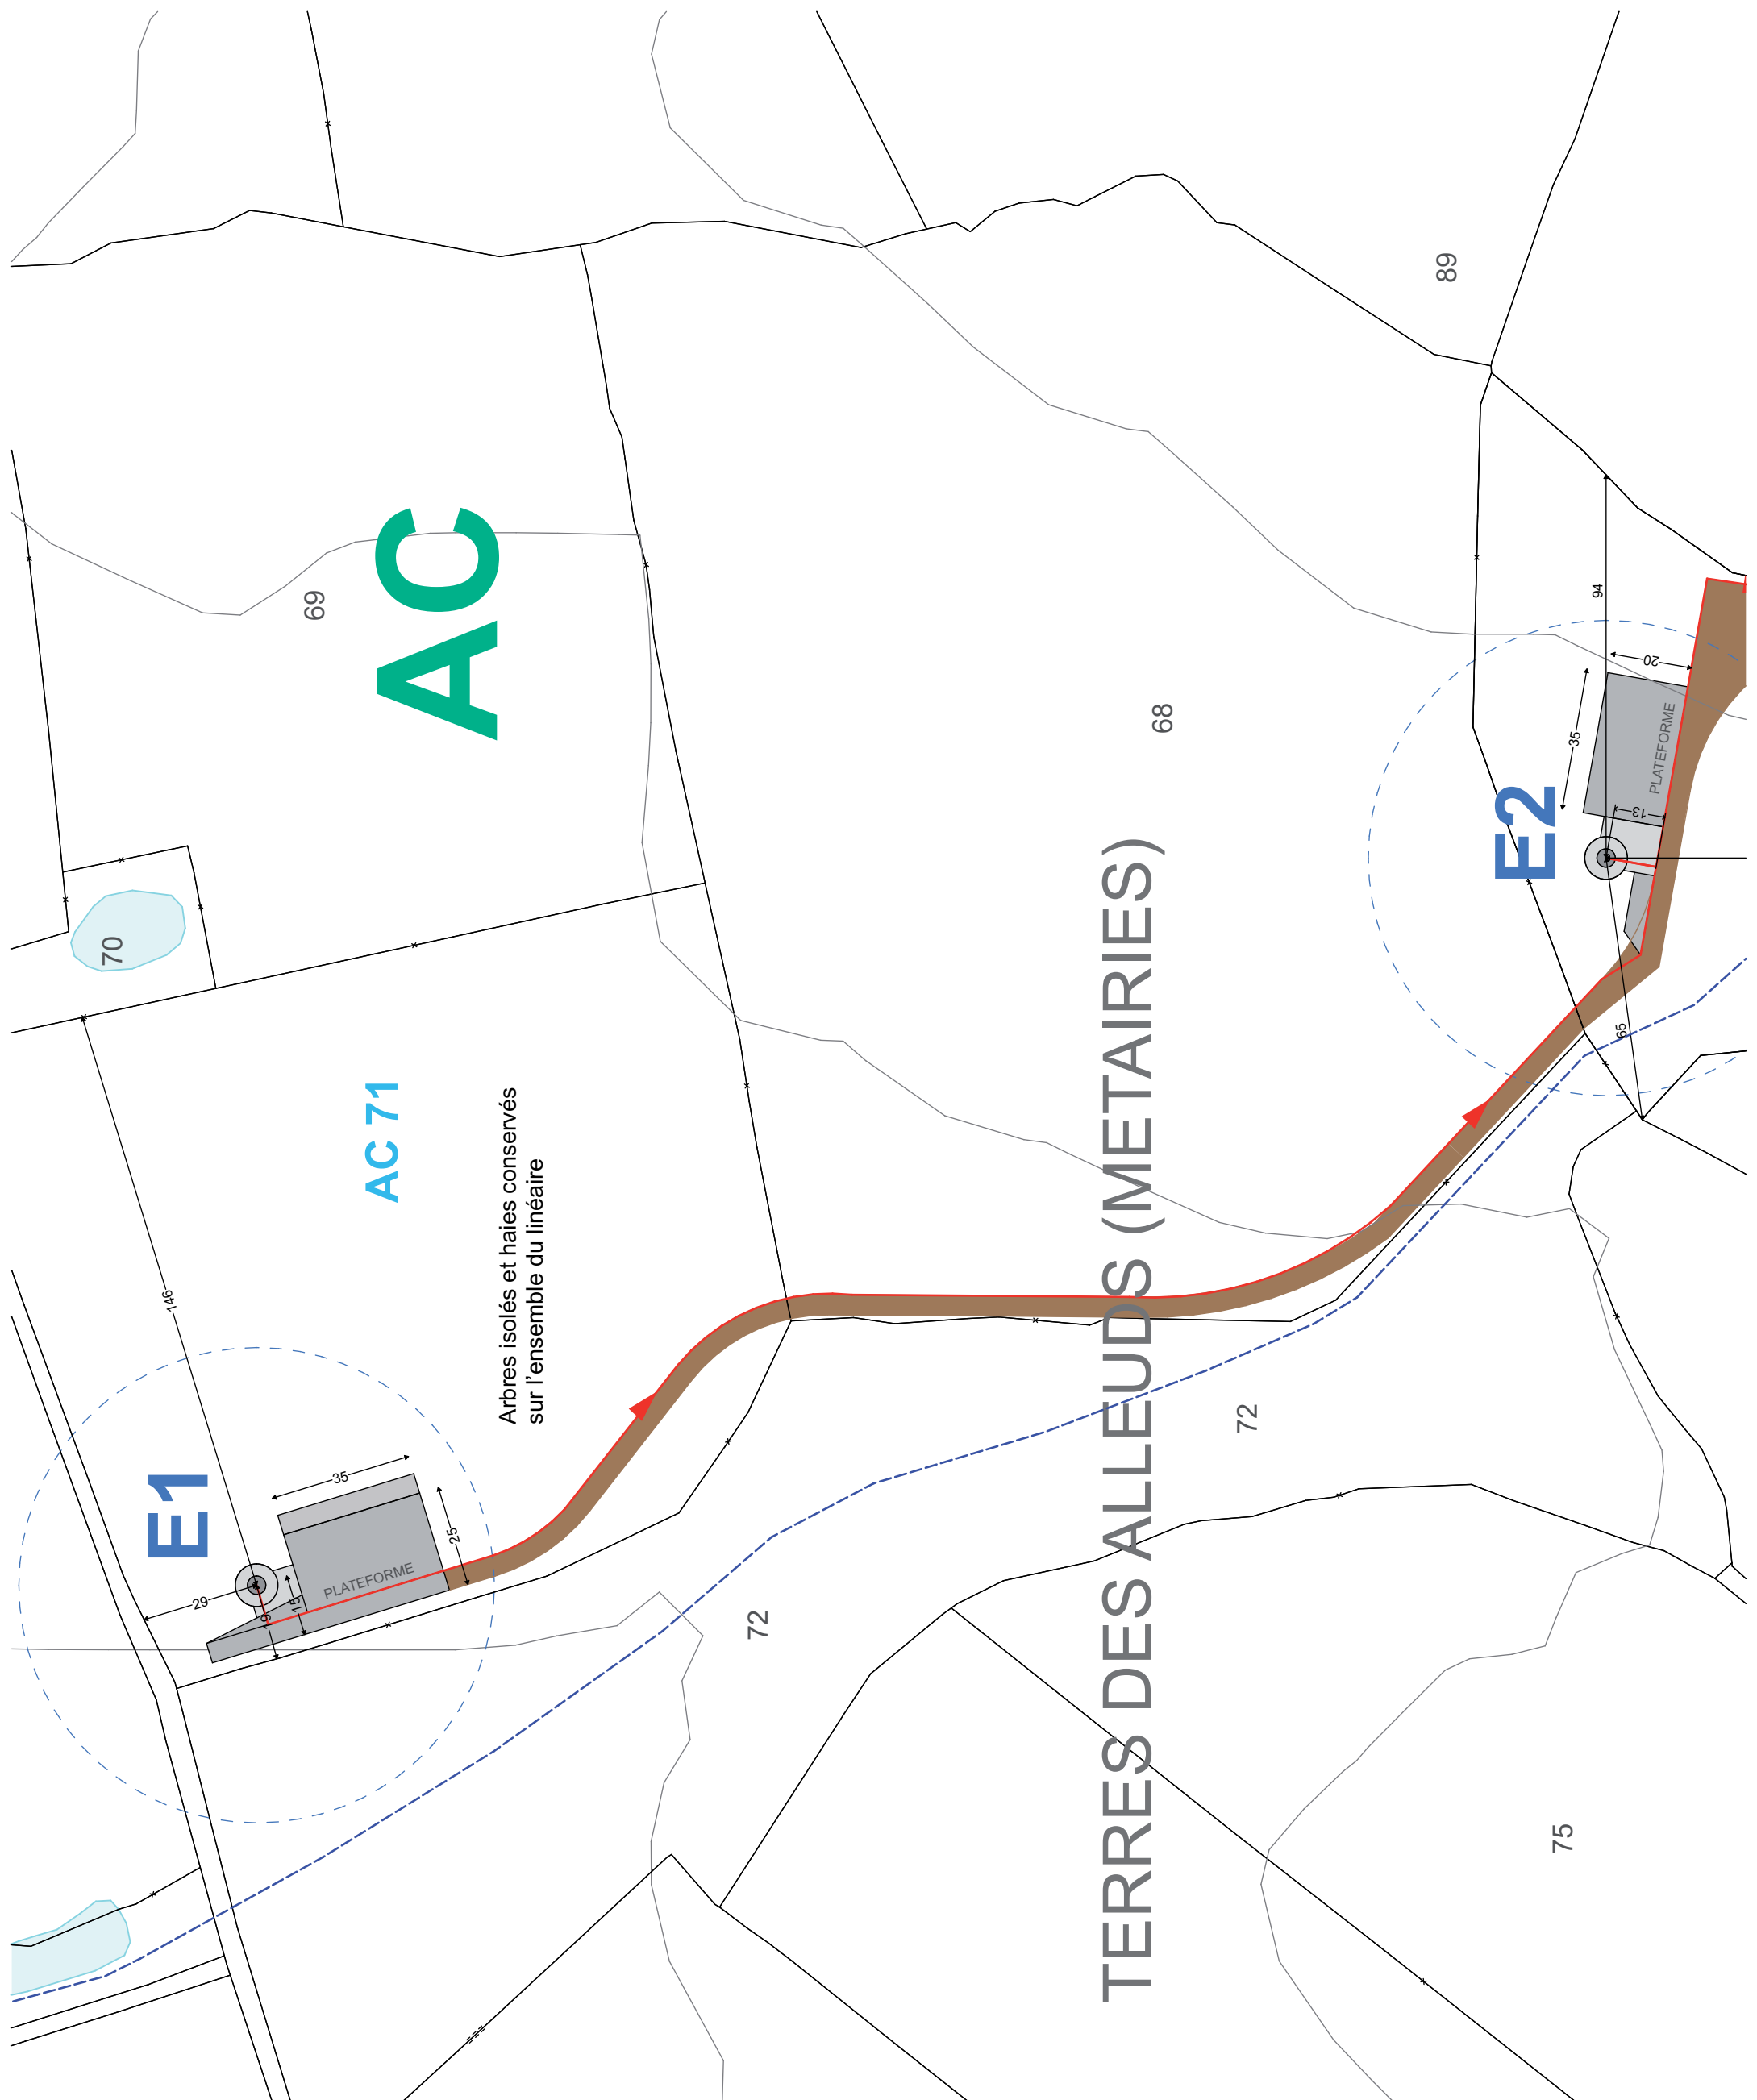 AC
69
70
AC 71
Arbres isolés et haies conservés
sur l'ensemble du linéaire
146
E1
29
35
25
19
15
PLATEFORME
89
68
TERRES DES ALLEUDS (METAIRIES)
E2
94
20
35
13
65
PLATEFORME
72
72
75